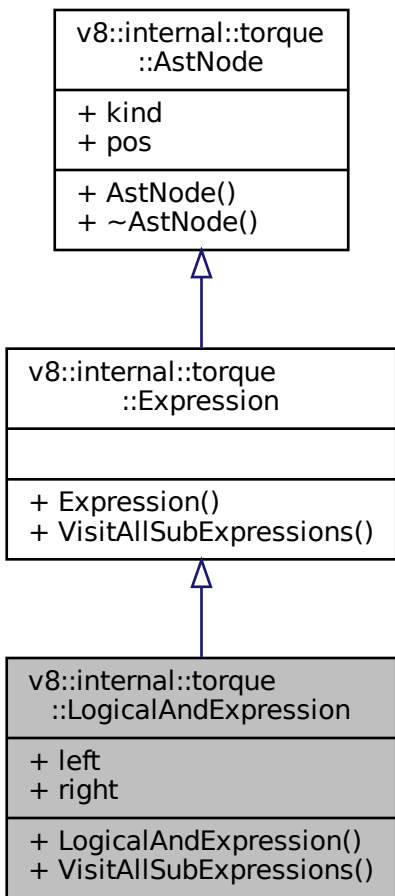 v8::internal::torque
::AstNode
+ kind
+ pos
+ AstNode()
+ ~AstNode()
v8::internal::torque
::Expression
+ Expression()
+ VisitAllSubExpressions()
v8::internal::torque
::LogicalAndExpression
+ left
+ right
+ LogicalAndExpression()
+ VisitAllSubExpressions()